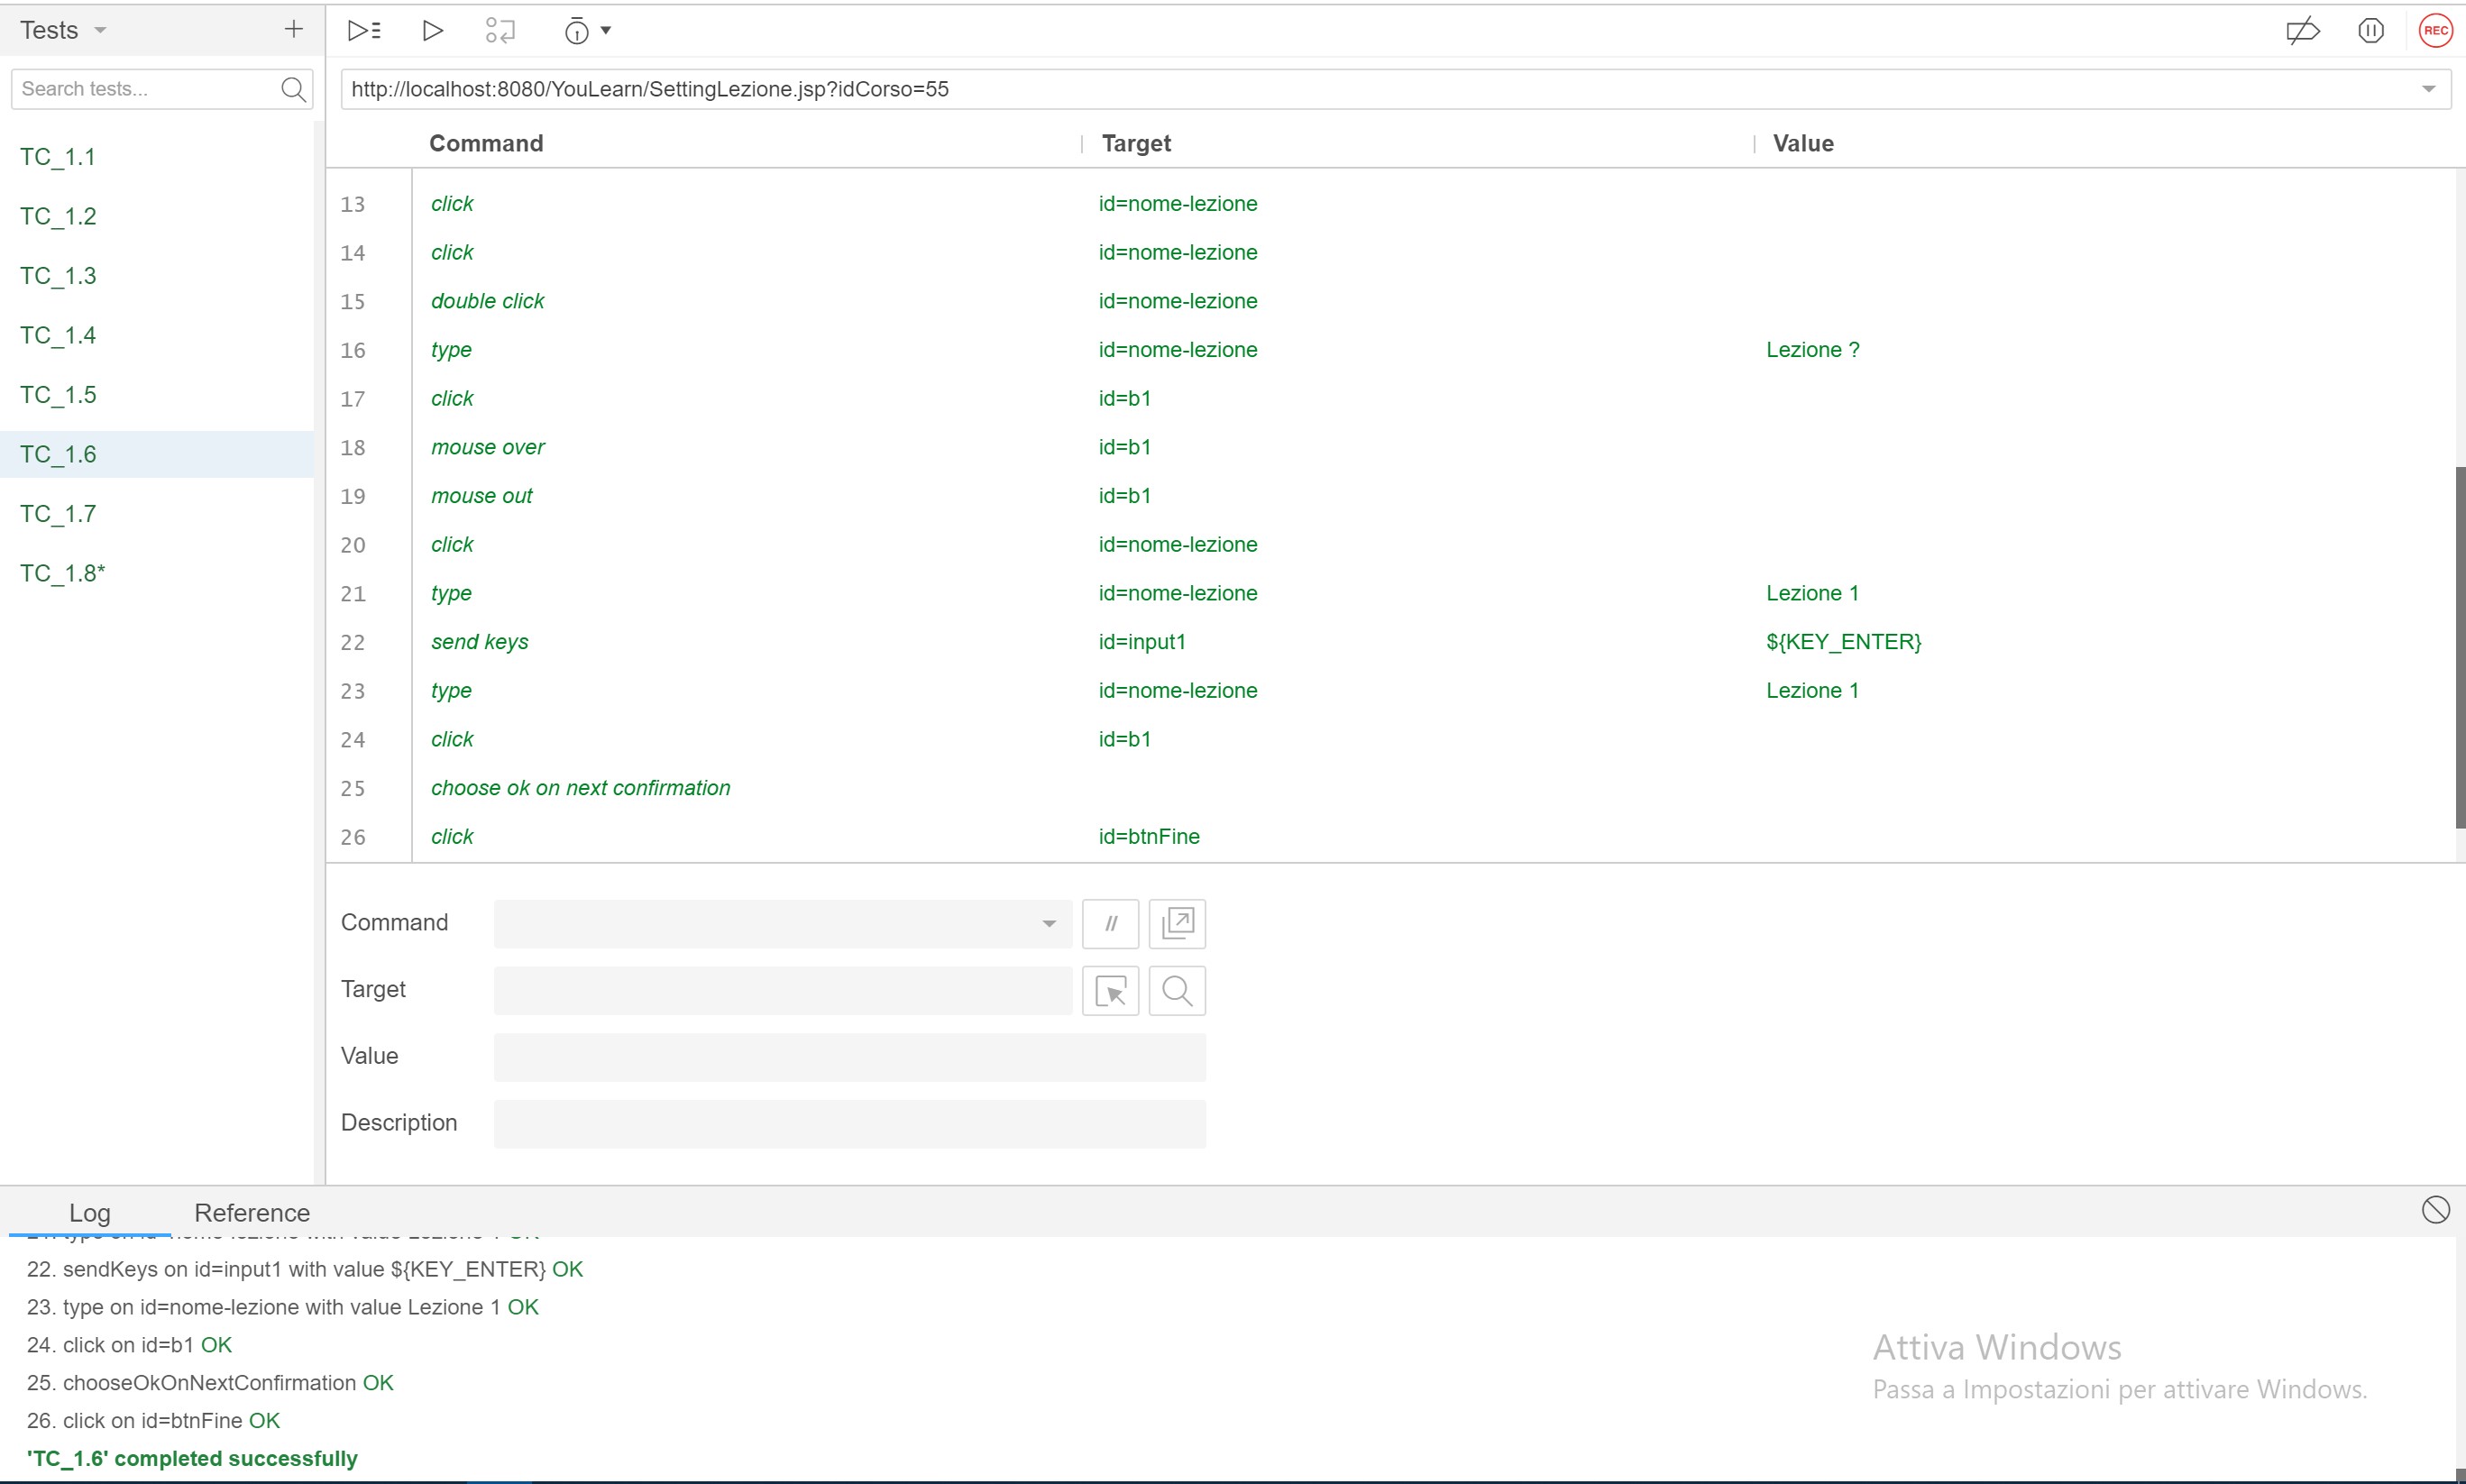 Tests
REC
Search tests...
http://localhost:8080/YouLearn/SettingLezione.jsp?idCorso=55
Command Target Value
TC_1.1
TC_1.2
TC_1.3
TC_1.4
TC_1.5
TC_1.6
TC_1.7
TC_1.8*
13 click id=nome-lezione
14 click id=nome-lezione
15 double click id=nome-lezione
16 type id=nome-lezione Lezione ?
17 click id=b1
18 mouse over id=b1
19 mouse out id=b1
20 click id=nome-lezione
21 type id=nome-lezione Lezione 1
22 send keys id=input1 ${KEY_ENTER}
23 type id=nome-lezione Lezione 1
24 click id=b1
25 choose ok on next confirmation
26 click id=btnFine
Command //
Target
Value
Description
Log Reference
22. sendKeys on id=input1 with value ${KEY_ENTER} OK
23. type on id=nome-lezione with value Lezione 1 OK
24. click on id=b1 OK
25. chooseOkOnNextConfirmation OK
26. click on id=btnFine OK
'TC_1.6' completed successfully
Attiva Windows
Passa a Impostazioni per attivare Windows.